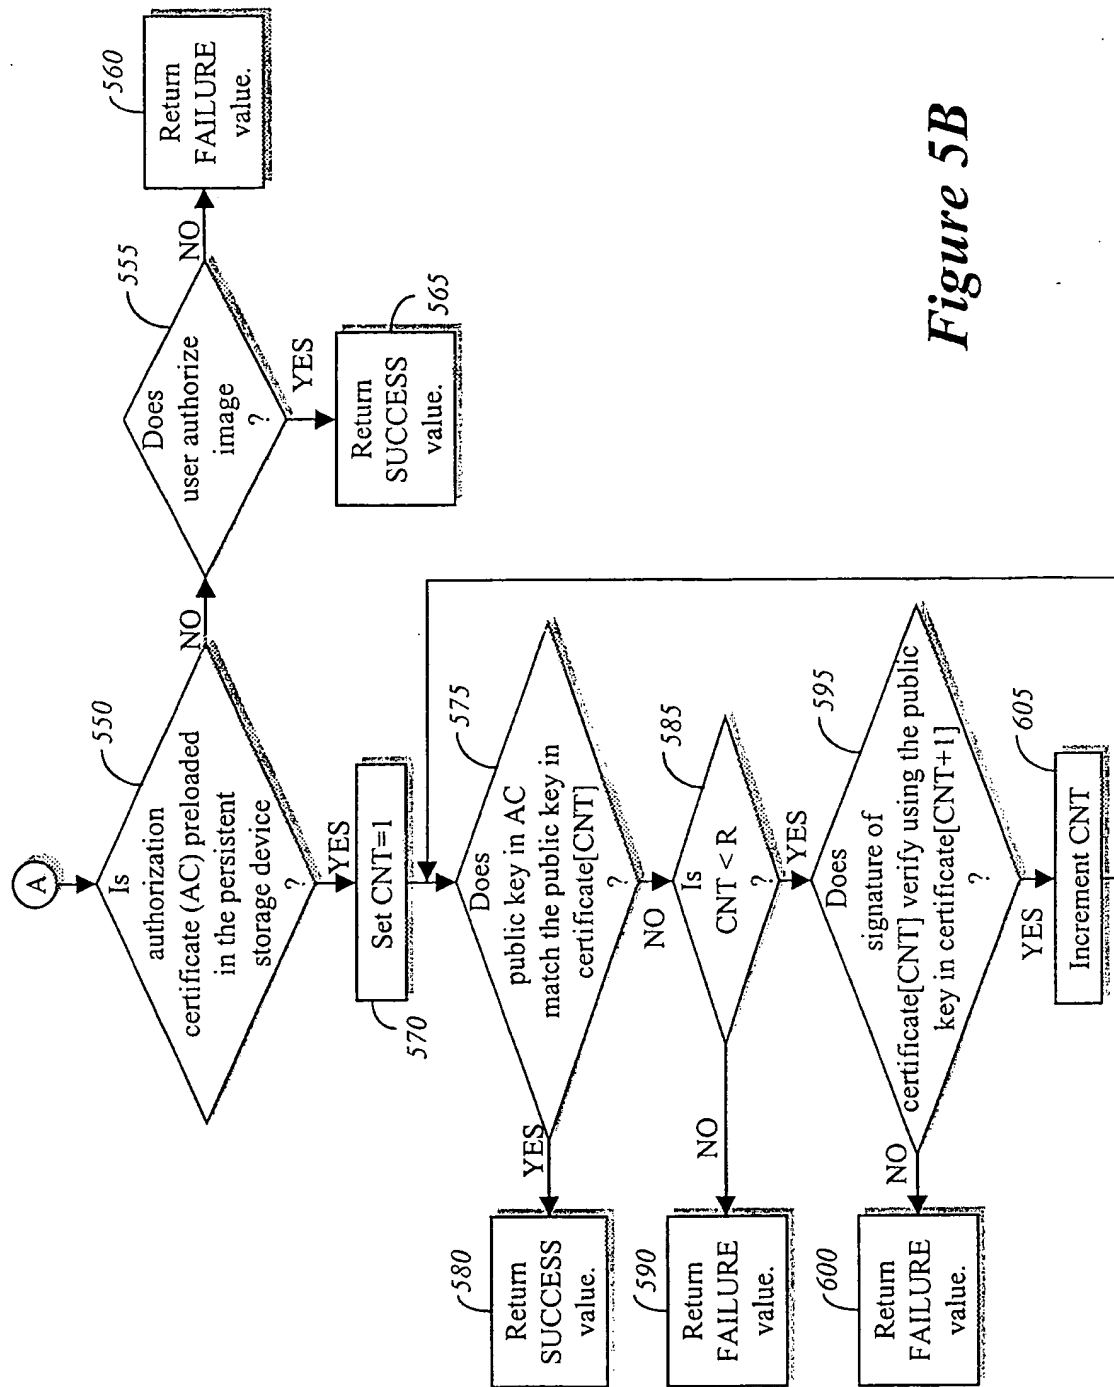 A
550
Is
authorization
certificate (AC) preloaded
in the persistent
storage device
?
NO
555
Does
user authorize
image
?
NO
560
Return
FAILURE
value.
YES
565
Return
SUCCESS
value.
YES
Set CNT=1
570
575
Does
public key in AC
match the public key in
certificate[CNT]
?
YES
580
Return
SUCCESS
value.
NO
585
Is
CNT < R
?
NO
590
Return
FAILURE
value.
YES
595
Does
signature of
certificate[CNT] verify using the public
key in certificate[CNT+1]
?
NO
600
Return
FAILURE
value.
YES
605
Increment CNT
Figure 5B